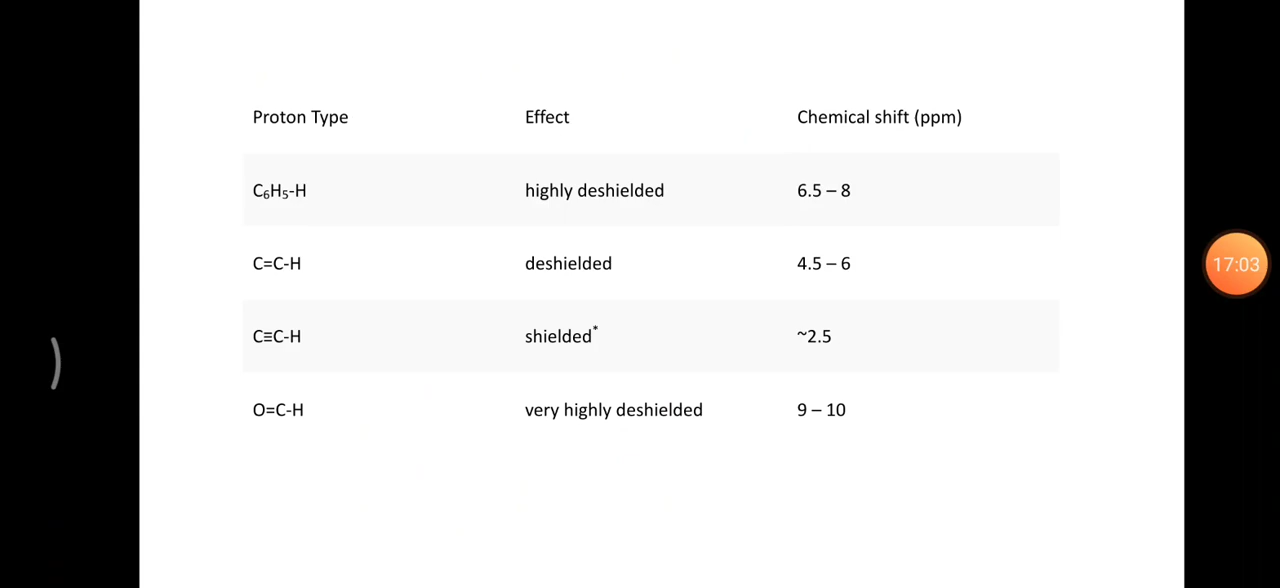 Proton Type Effect Chemical shift (ppm)
C₆H₅-H highly deshielded 6.5 – 8
C=C-H deshielded 4.5 – 6
C≡C-H shielded* ~2.5
O=C-H very highly deshielded 9 – 10
17:03